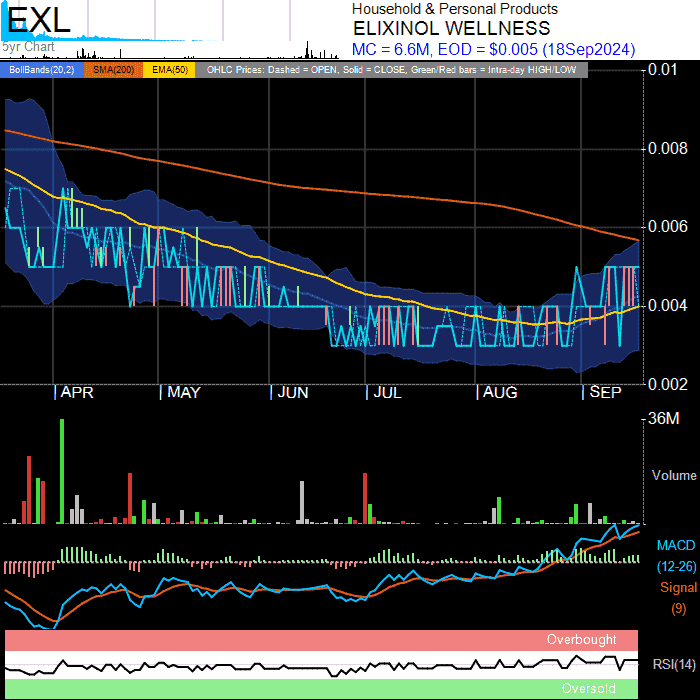 EXL
Household & Personal Products
ELIXINOL WELLNESS
5yr Chart
MC = 6.6M, EOD = $0.005 (18Sep2024)
BollBands(20,2) SMA(200) EMA(50) OHLC Prices: Dashed = OPEN, Solid = CLOSE, Green/Red bars = Intra-day HIGH/LOW
0.01
0.008
0.006
0.004
0.002
APR MAY JUN JUL AUG SEP
36M
Volume
MACD
(12-26)
Signal
(9)
Overbought
RSI(14)
Oversold